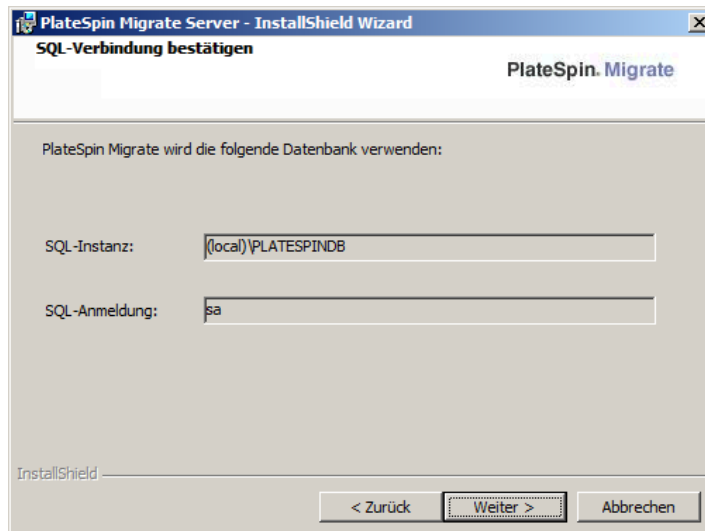 PlateSpin Migrate Server - InstallShield Wizard
SQL-Verbindung bestätigen
PlateSpin. Migrate
PlateSpin Migrate wird die folgende Datenbank verwenden:
SQL-Instanz: (local)\PLATESPINDB
SQL-Anmeldung: sa
InstallShield
< Zurück Weiter > Abbrechen